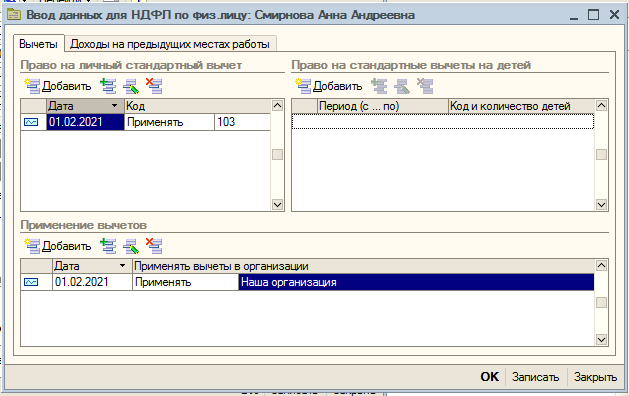 Ввод данных для НДФЛ по физ.лицу: Смирнова Анна Андреевна
Вычеты Доходы на предыдущих местах работы
Право на личный стандартный вычет
Добавить
Дата Код
01.02.2021 Применять 103
Право на стандартные вычеты на детей
Добавить
Период (с ... по) Код и количество детей
Применение вычетов
Добавить
Дата Применять вычеты в организации
01.02.2021 Применять Наша организация
OK Записать Закрыть